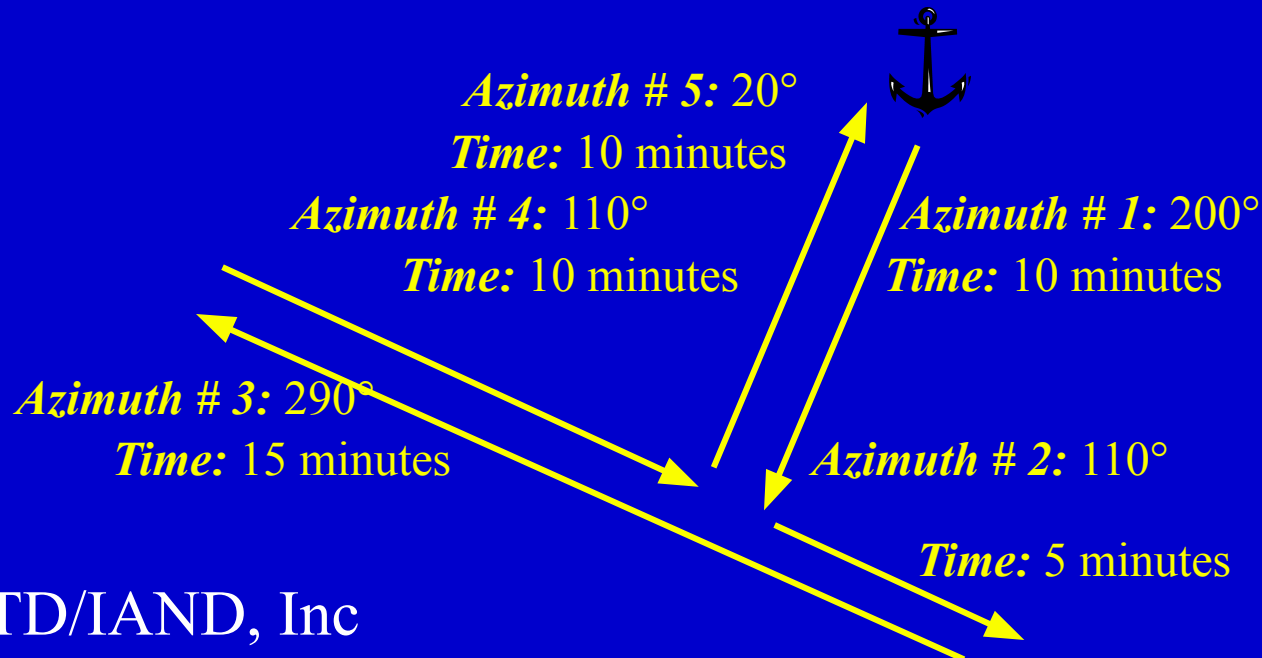 Azimuth # 5: 20°
Time: 10 minutes
Azimuth # 4: 110°
Time: 10 minutes
Azimuth # 1: 200°
Time: 10 minutes
Azimuth # 3: 290°
Time: 15 minutes
Azimuth # 2: 110°
Time: 5 minutes
TD/IAND, Inc